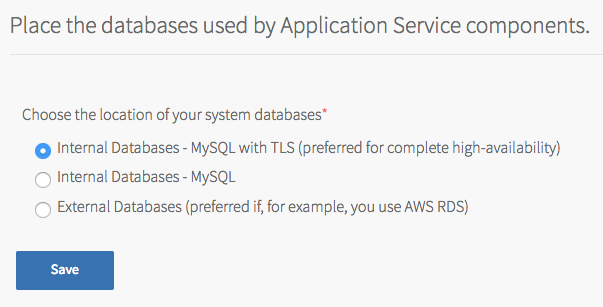 Place the databases used by Application Service components.
Choose the location of your system databases*
Internal Databases - MySQL with TLS (preferred for complete high-availability)
Internal Databases - MySQL
External Databases (preferred if, for example, you use AWS RDS)
Save